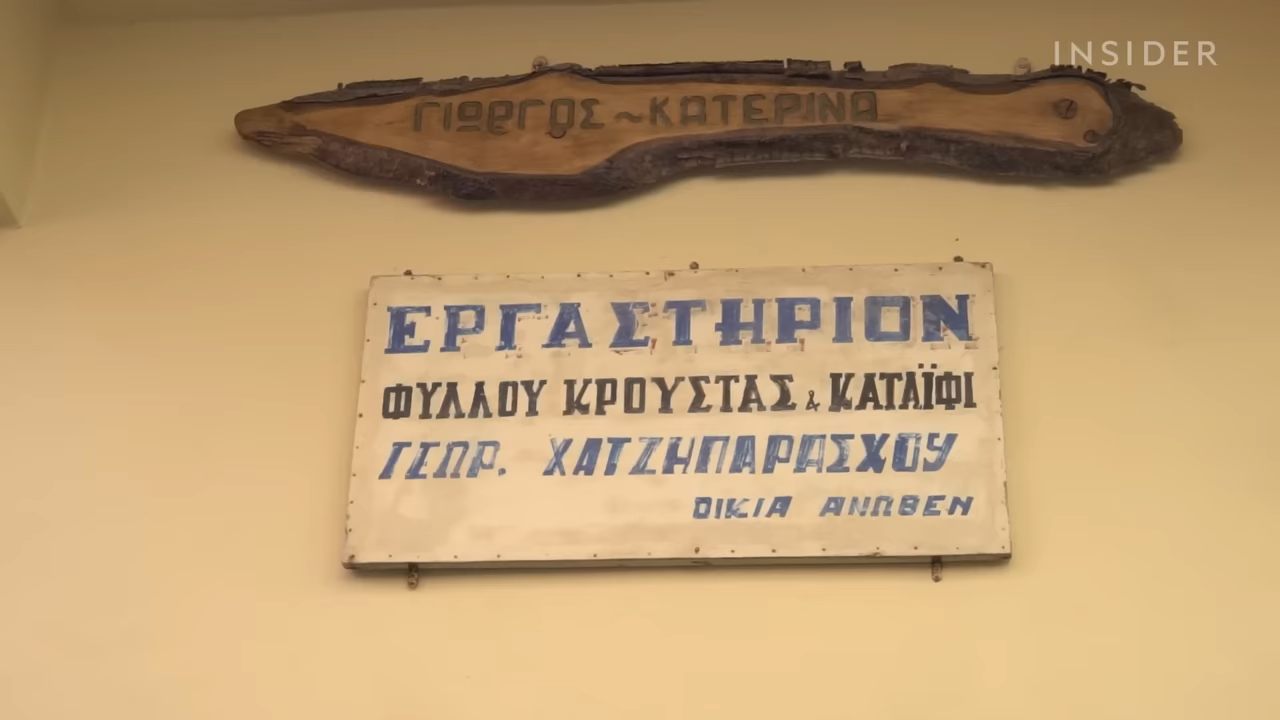 INSIDER
ΓΙΩΡΓΟΣ ~ ΚΑΤΕΡΙΝΑ
ΕΡΓΑΣΤΗΡΙΟΝ
ΦΥΛΛΟΥ ΚΡΟΥΣΤΑΣ & ΚΑΤΑΪΦΙ
ΓΕΩΡ. ΧΑΤΖΗΠΑΡΑΣΧΟΥ
ΟΙΚΙΑ ΑΝΩΘΕΝ